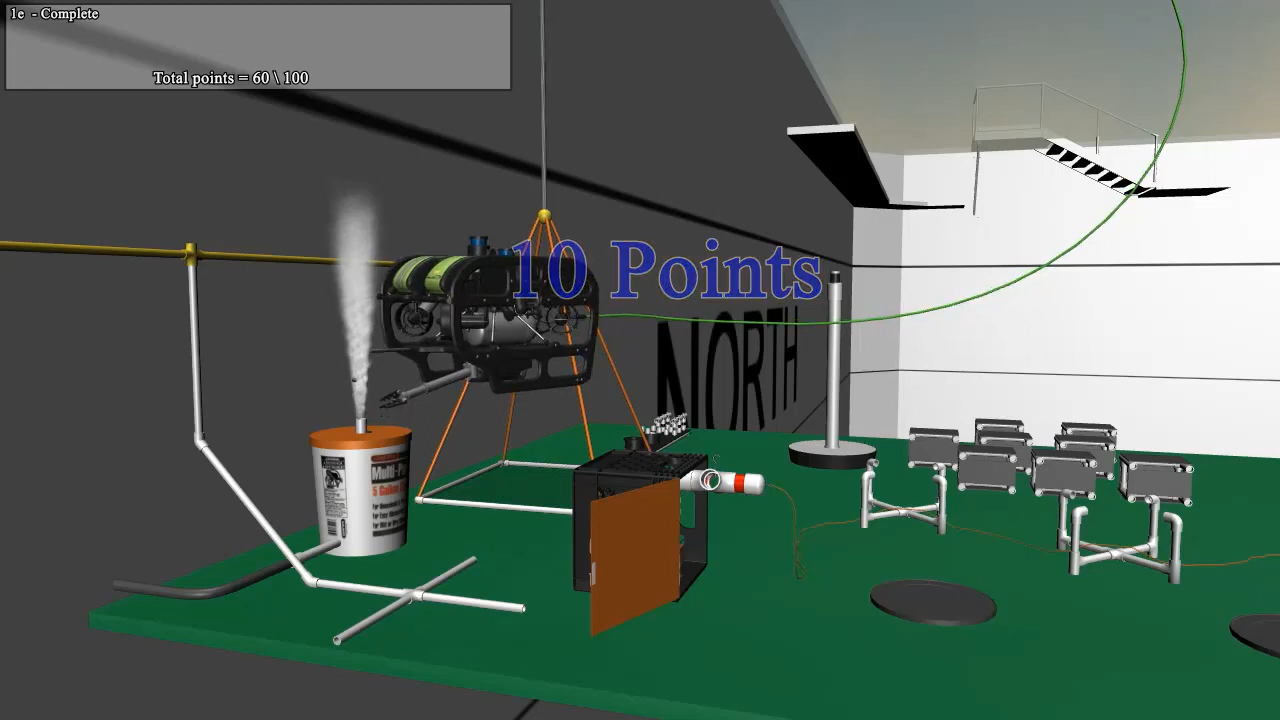 1e - Complete
Total points = 60 \ 100
10 Points
NORTH
Multi-Pu
5 Gallon